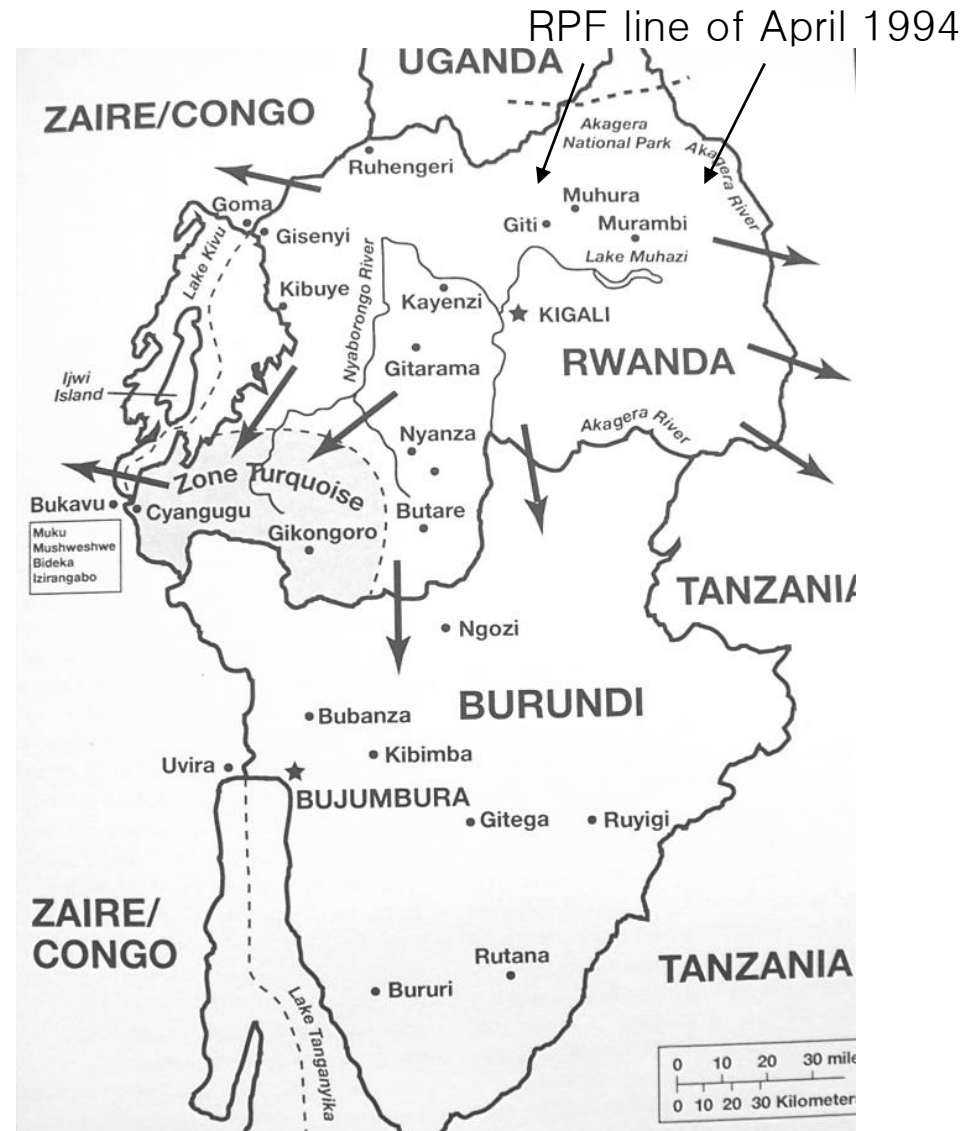 RPF line of April 1994
UGANDA
ZAIRE/CONGO
Akagera
National Park
Akagera River
Ruhengeri
Muhura
Goma
Giti
Murambi
Gisenyi
Lake Kivu
Lake Muhazi
Nyaborongo River
Kibuye
Kayenzi
KIGALI
Gitarama
RWANDA
Ijwi
Island
Akagera River
Nyanza
Zone Turquoise
Bukavu
Cyangugu
Butare
Gikongoro
Muku
Mushweshwe
Bideka
Izirangabo
TANZANIA
Ngozi
BURUNDI
Bubanza
Kibimba
Uvira
BUJUMBURA
Gitega
Ruyigi
ZAIRE/
CONGO
Rutana
TANZANIA
Bururi
Lake Tanganyika
0 10 20 30 mile
0 10 20 30 Kilometer